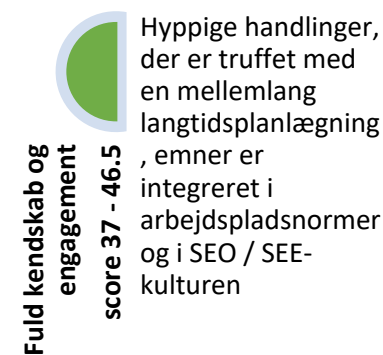 Fuld kendskab og
engagement
score 37 - 46.5
Hyppige handlinger,
der er truffet med
en mellemlang
langtidsplanlægning
, emner er
integreret i
arbejdspladsnormer
og i SEO / SEE-
kulturen